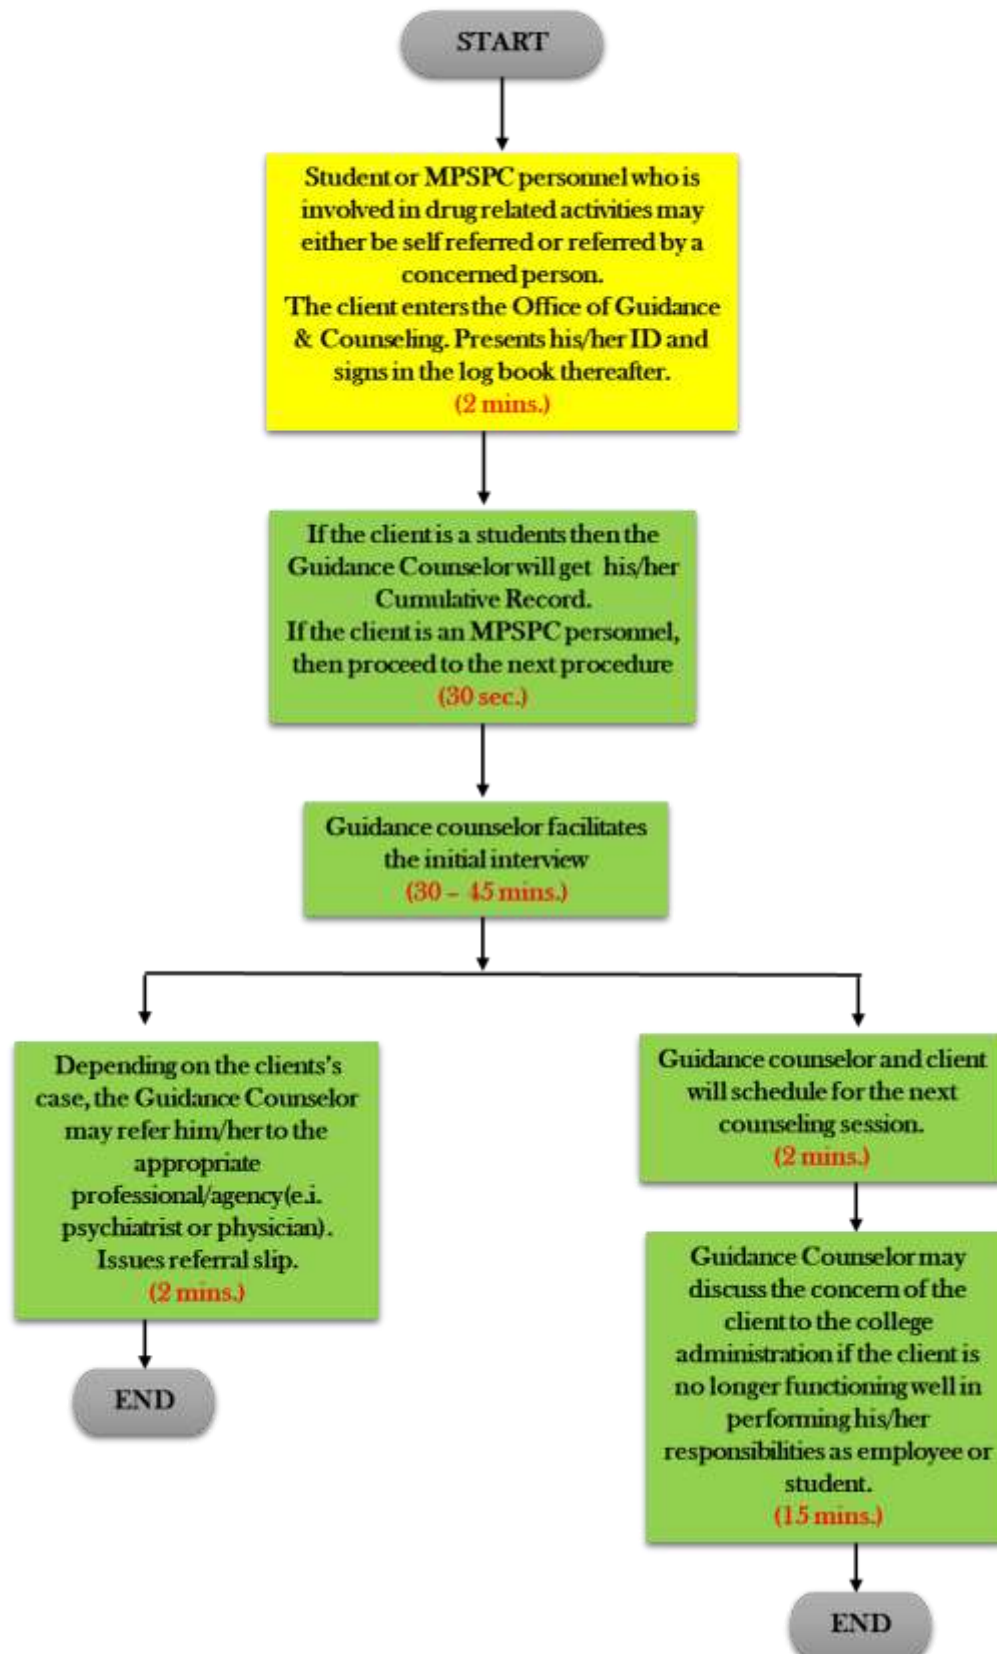 START
Student or MPSPC personnel who is
involved in drug related activities may
either be self referred or referred by a
concerned person.
The client enters the Office of Guidance
& Counseling. Presents his/her ID and
signs in the log book thereafter.
(2 mins.)
If the client is a students then the
Guidance Counselor will get his/her
Cumulative Record.
If the client is an MPSPC personnel,
then proceed to the next procedure
(30 sec.)
Guidance counselor facilitates
the initial interview
(30 – 45 mins.)
Depending on the clients's
case, the Guidance Counselor
may refer him/her to the
appropriate
professional/agency(e.i.
psychiatrist or physician).
Issues referral slip.
(2 mins.)
END
Guidance counselor and client
will schedule for the next
counseling session.
(2 mins.)
Guidance Counselor may
discuss the concern of the
client to the college
administration if the client is
no longer functioning well in
performing his/her
responsibilities as employee or
student.
(15 mins.)
END